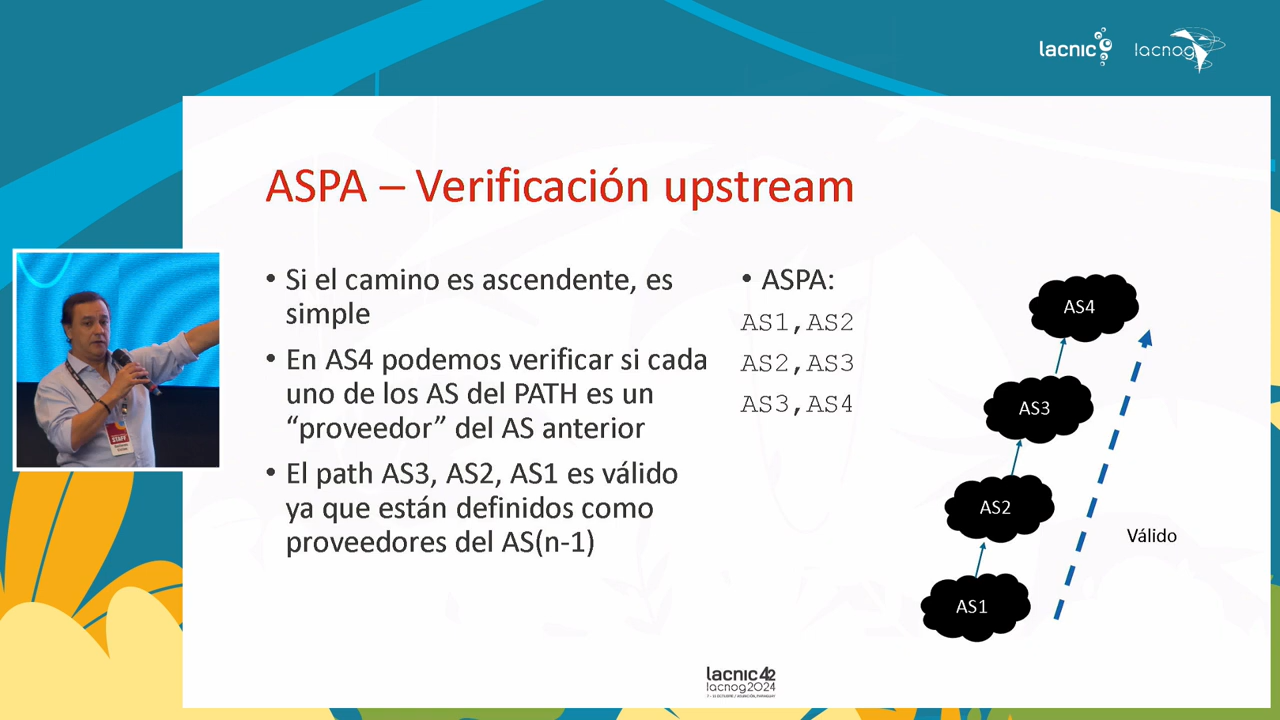 lacnic
lacnog
ASPA – Verificación upstream
• Si el camino es ascendente, es
simple
• En AS4 podemos verificar si cada
uno de los AS del PATH es un
“proveedor” del AS anterior
• El path AS3, AS2, AS1 es válido
ya que están definidos como
proveedores del AS(n-1)
• ASPA:
AS1,AS2
AS2,AS3
AS3,AS4
AS4
AS3
AS2
AS1
Válido
STAFF
lacnic42
lacnog2024